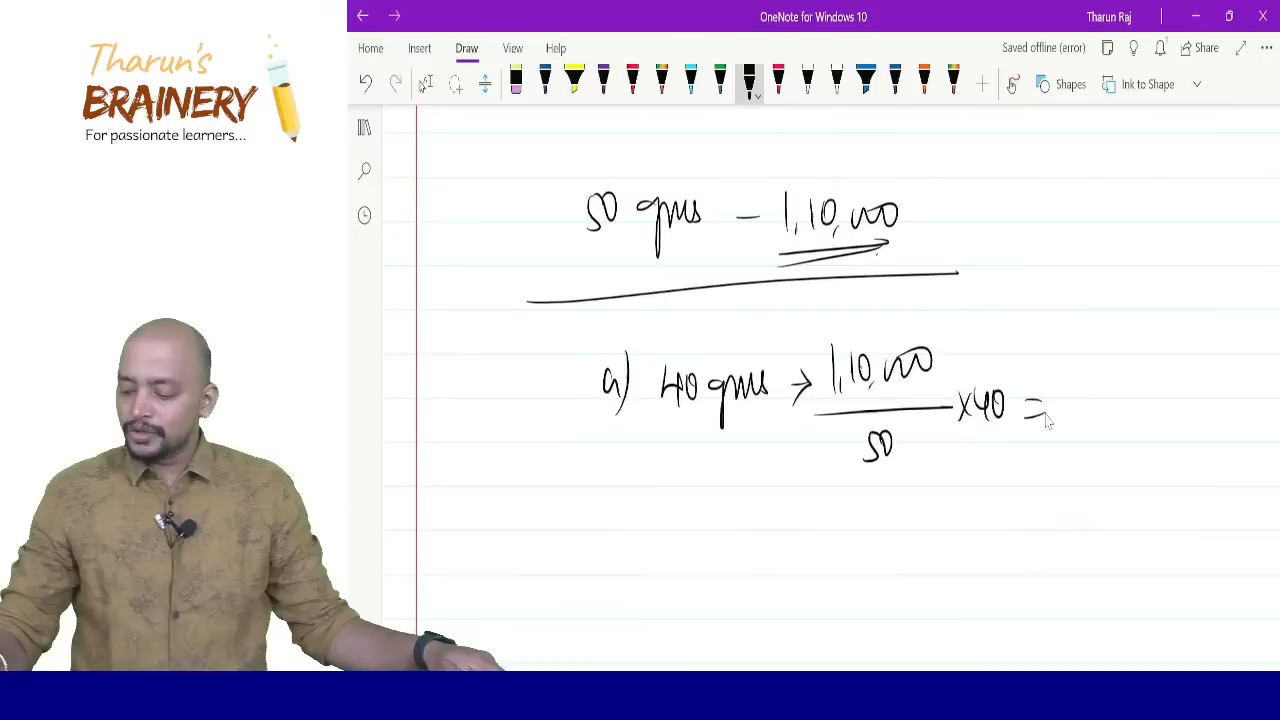 OneNote for Windows 10
Tharun Raj
Tharun's
BRAINERY
For passionate learners...
Home Insert Draw View Help
Saved offline (error)
Share
Shapes
Ink to Shape
50 gms - 1,10,000
a) 40 gms → 1,10,000
50
×40 =